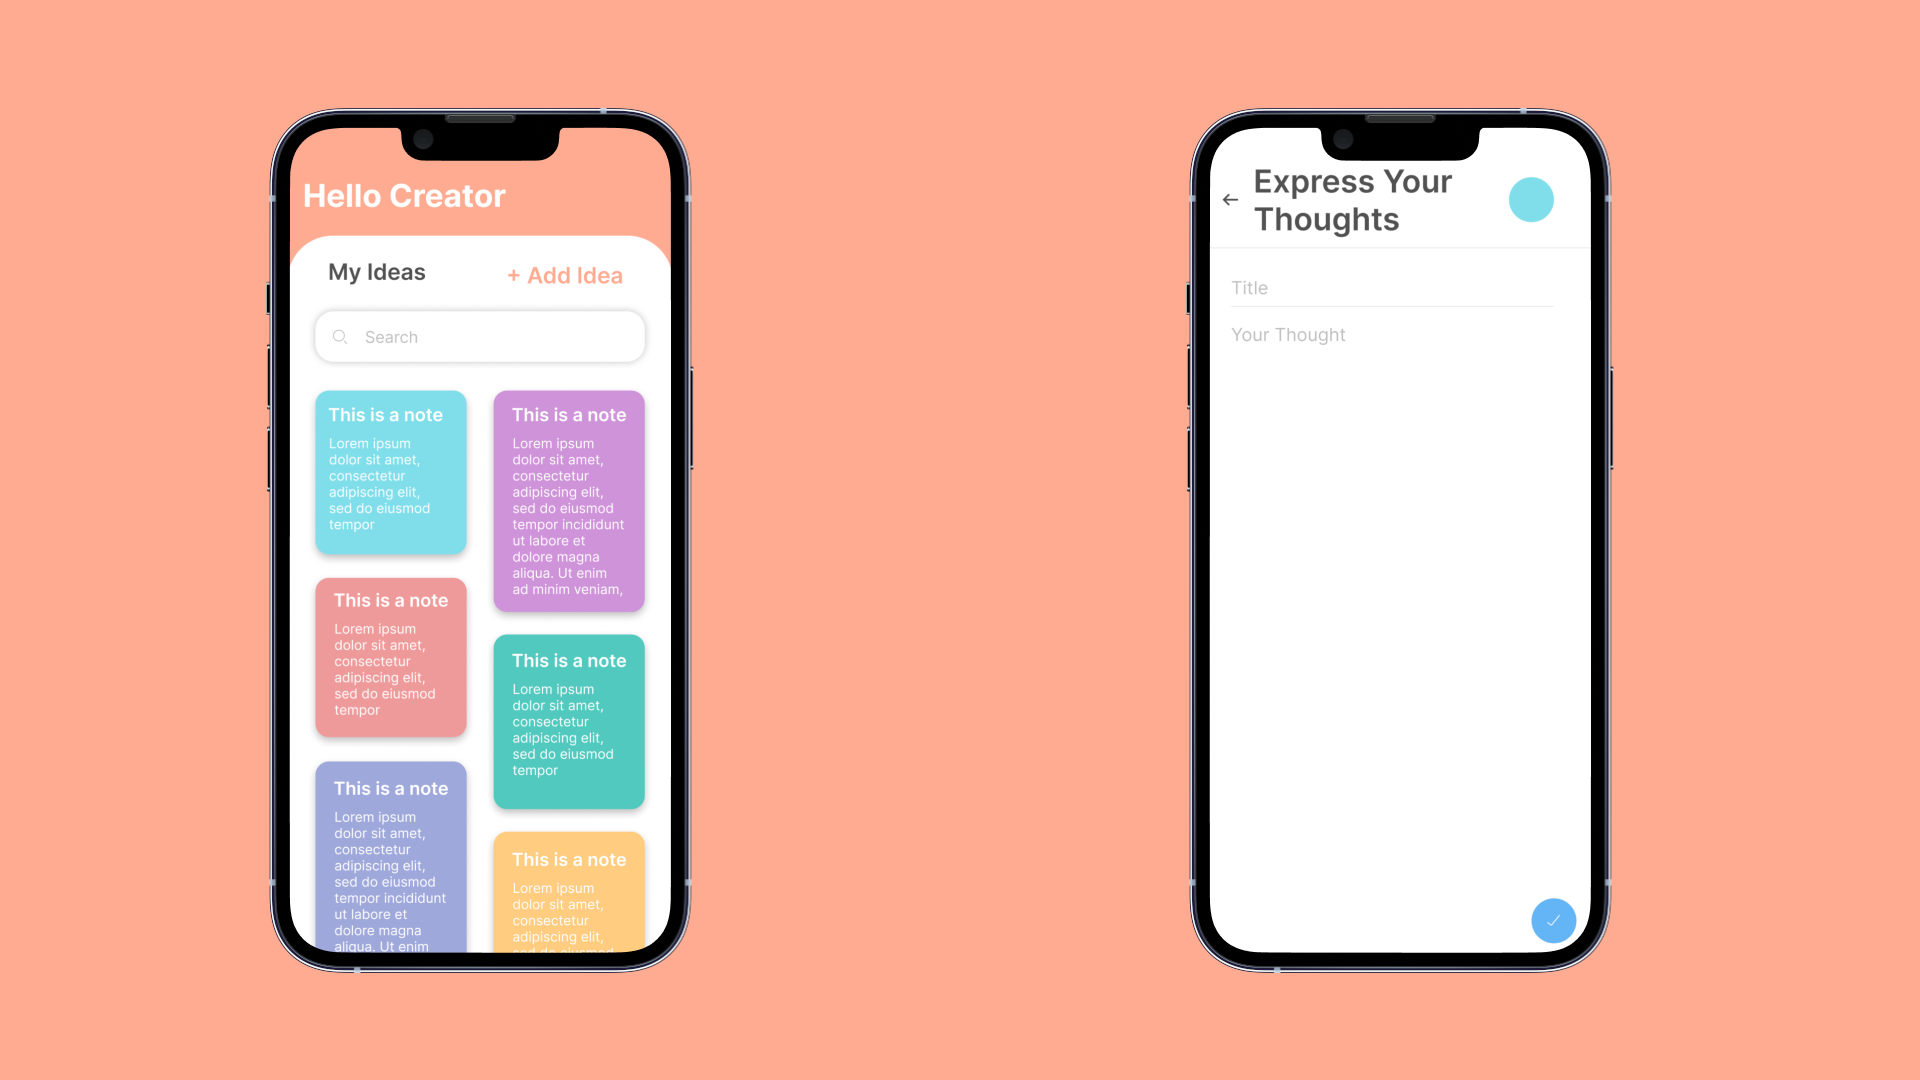 Hello Creator
My Ideas
+ Add Idea
Search
This is a note
Lorem ipsum
dolor sit amet,
consectetur
adipiscing elit,
sed do eiusmod
tempor
This is a note
Lorem ipsum
dolor sit amet,
consectetur
adipiscing elit,
sed do eiusmod
tempor incididunt
ut labore et
dolore magna
aliqua. Ut enim
ad minim veniam,
This is a note
Lorem ipsum
dolor sit amet,
consectetur
adipiscing elit,
sed do eiusmod
tempor
This is a note
Lorem ipsum
dolor sit amet,
consectetur
adipiscing elit,
sed do eiusmod
tempor
This is a note
Lorem ipsum
dolor sit amet,
consectetur
adipiscing elit,
sed do eiusmod
tempor incididunt
ut labore et
dolore magna
aliqua. Ut enim
This is a note
Lorem ipsum
dolor sit amet,
consectetur
adipiscing elit,
sed do eiusmod
Express Your
Thoughts
Title
Your Thought